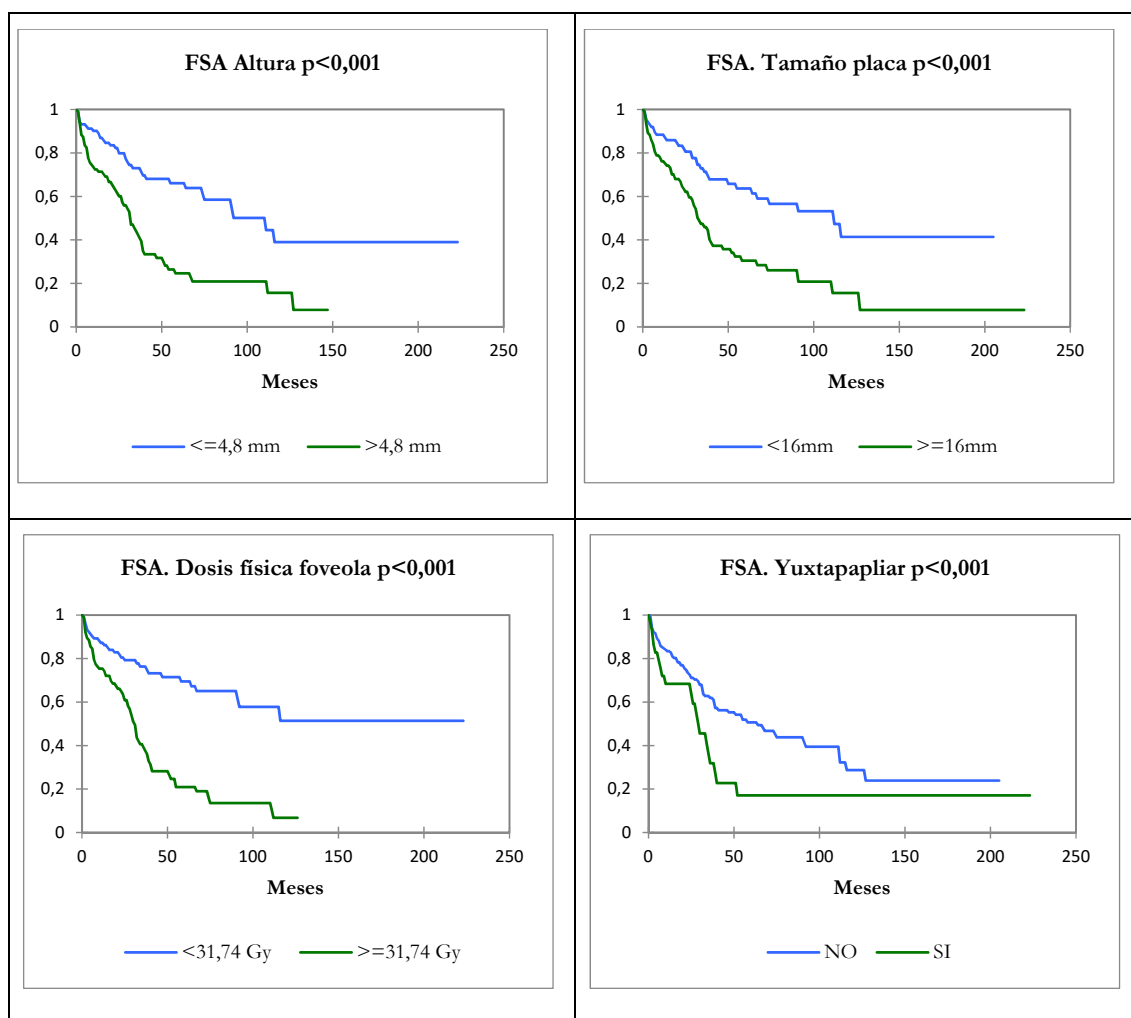 FSA Altura p<0,001
1
0,8
0,6
0,4
0,2
0
0 50 100 150 200 250
Meses
<=4,8 mm >4,8 mm
FSA. Tamaño placa p<0,001
1
0,8
0,6
0,4
0,2
0
0 50 100 150 200 250
Meses
<16mm >=16mm
FSA. Dosis física foveola p<0,001
1
0,8
0,6
0,4
0,2
0
0 50 100 150 200 250
Meses
<31,74 Gy >=31,74 Gy
FSA. Yuxtapapliar p<0,001
1
0,8
0,6
0,4
0,2
0
0 50 100 150 200 250
Meses
NO SI